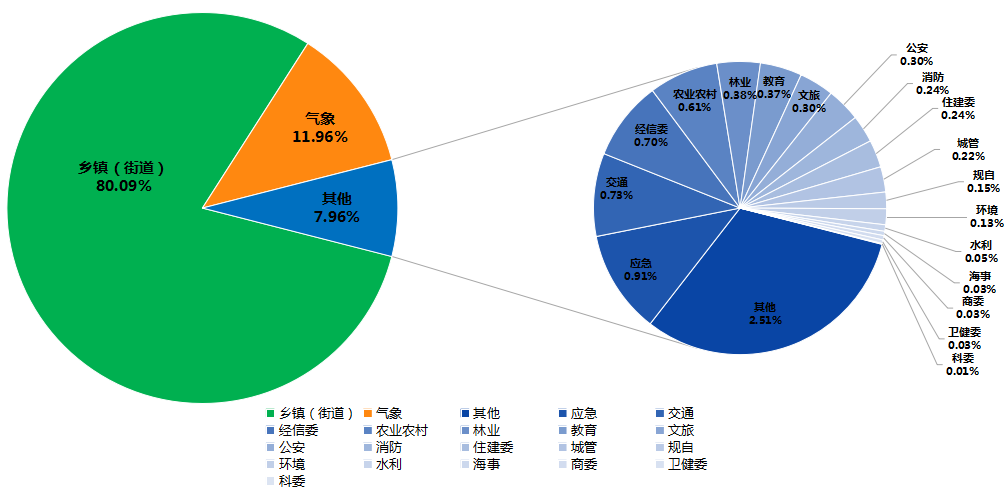 乡镇（街道）
80.09%
气象
11.96%
其他
7.96%
公安
0.30%
消防
0.24%
住建委
0.24%
城管
0.22%
规自
0.15%
环境
0.13%
水利
0.05%
海事
0.03%
商委
0.03%
卫健委
0.03%
科委
0.01%
文旅
0.30%
教育
0.37%
林业
0.38%
农业农村
0.61%
经信委
0.70%
交通
0.73%
应急
0.91%
其他
2.51%
乡镇（街道） 气象 其他 应急 交通
经信委 农业农村 林业 教育 文旅
公安 消防 住建委 城管 规自
环境 水利 海事 商委 卫健委
科委